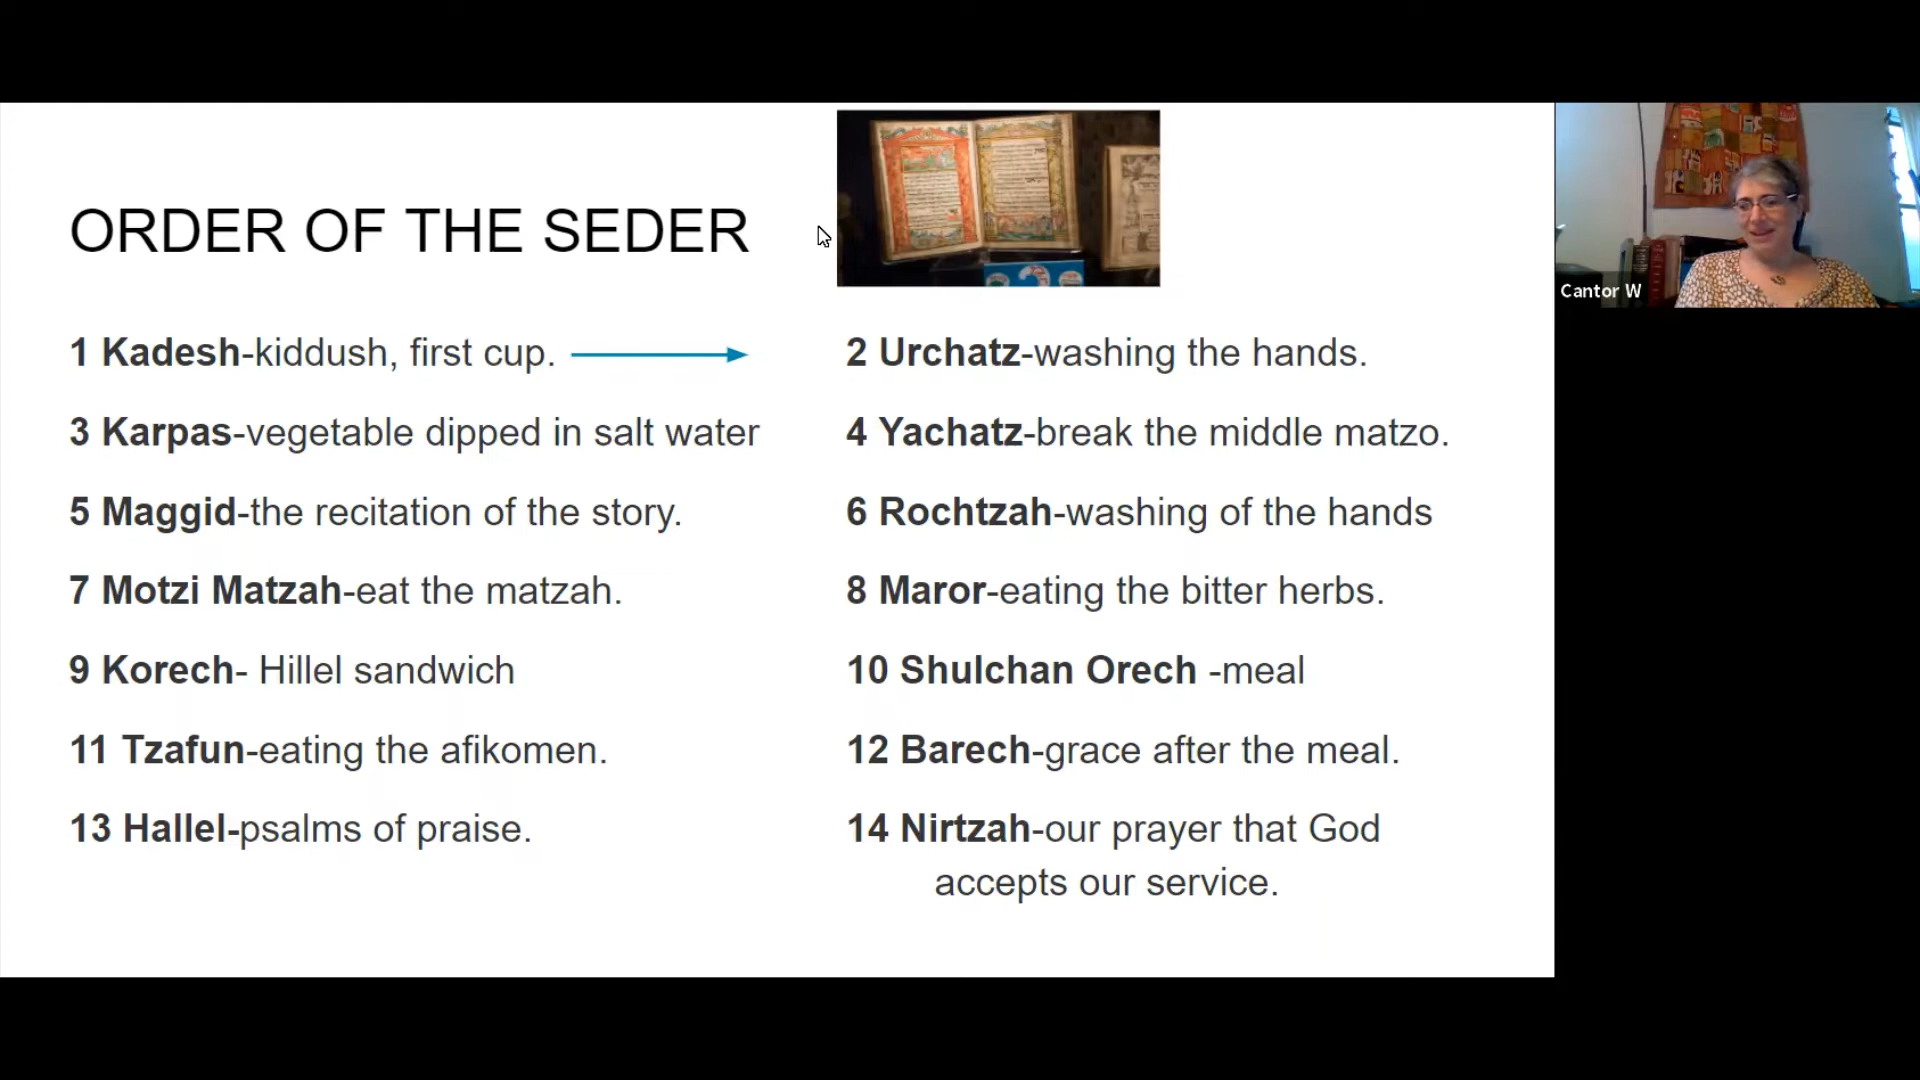 ORDER OF THE SEDER
1 Kadesh-kiddush, first cup.
2 Urchatz-washing the hands.
3 Karpas-vegetable dipped in salt water
4 Yachatz-break the middle matzo.
5 Maggid-the recitation of the story.
6 Rochtzah-washing of the hands
7 Motzi Matzah-eat the matzah.
8 Maror-eating the bitter herbs.
9 Korech- Hillel sandwich
10 Shulchan Orech -meal
11 Tzafun-eating the afikomen.
12 Barech-grace after the meal.
13 Hallel-psalms of praise.
14 Nirtzah-our prayer that God
accepts our service.
Cantor W